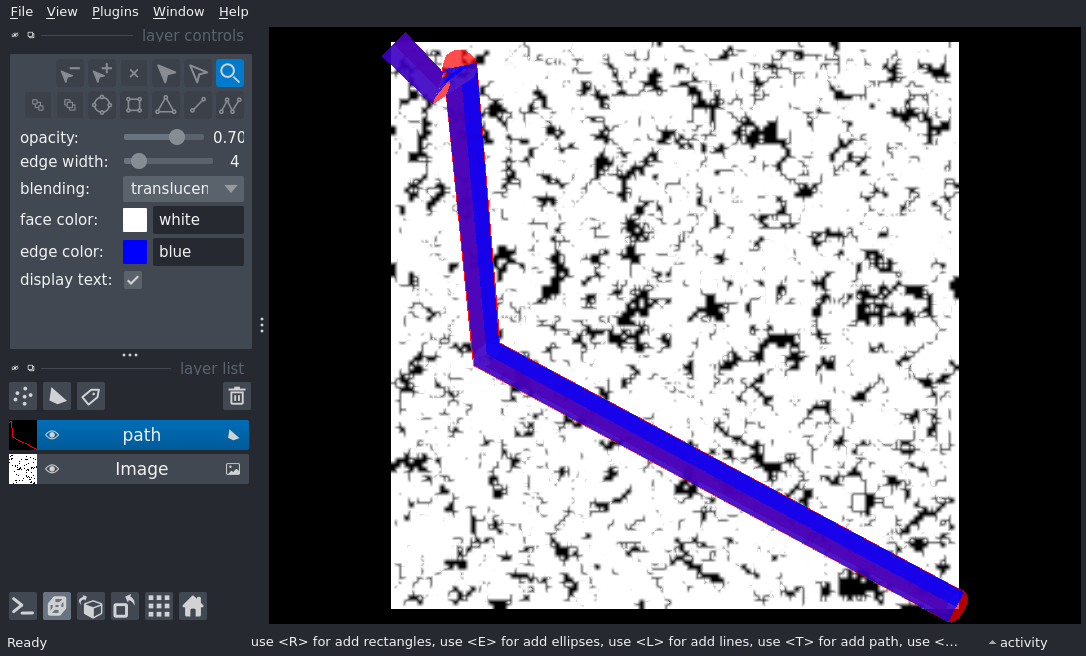 File View Plugins Window Help
layer controls
opacity: 0.70
edge width: 4
blending: translucen
face color: white
edge color: blue
display text:
layer list
path
Image
Ready use <R> for add rectangles, use <E> for add ellipses, use <L> for add lines, use <T> for add path, use <... activity